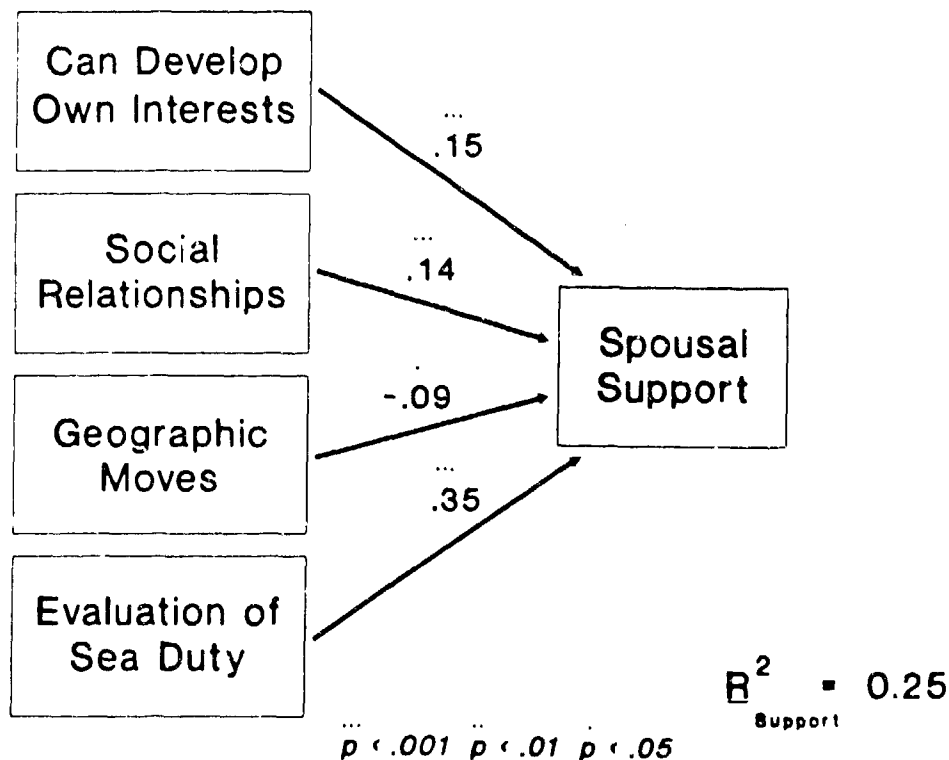 Can Develop
Own Interests
...
.15
Social
Relationships
...
.14
Spousal
Support
.
-.09
Geographic
Moves
...
.35
Evaluation of
Sea Duty
R² = 0.25
Support
... .. .
p < .001 p < .01 p < .05